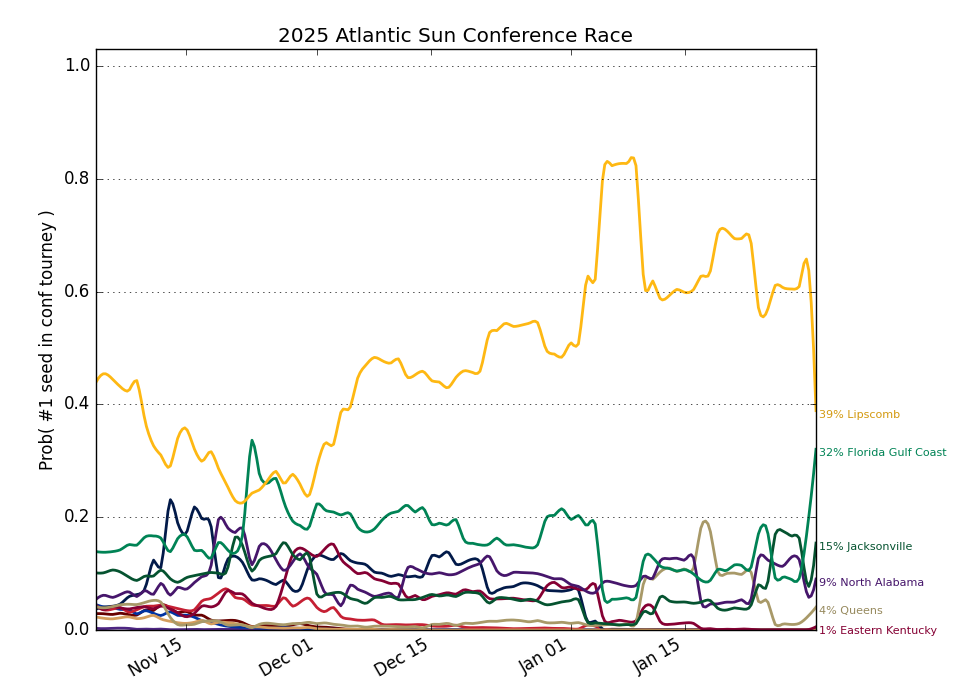 2025 Atlantic Sun Conference Race
Prob( #1 seed in conf tourney )
1.0
0.8
0.6
0.4
0.2
0.0
Nov 15
Dec 01
Dec 15
Jan 01
Jan 15
39% Lipscomb
32% Florida Gulf Coast
15% Jacksonville
9% North Alabama
4% Queens
1% Eastern Kentucky